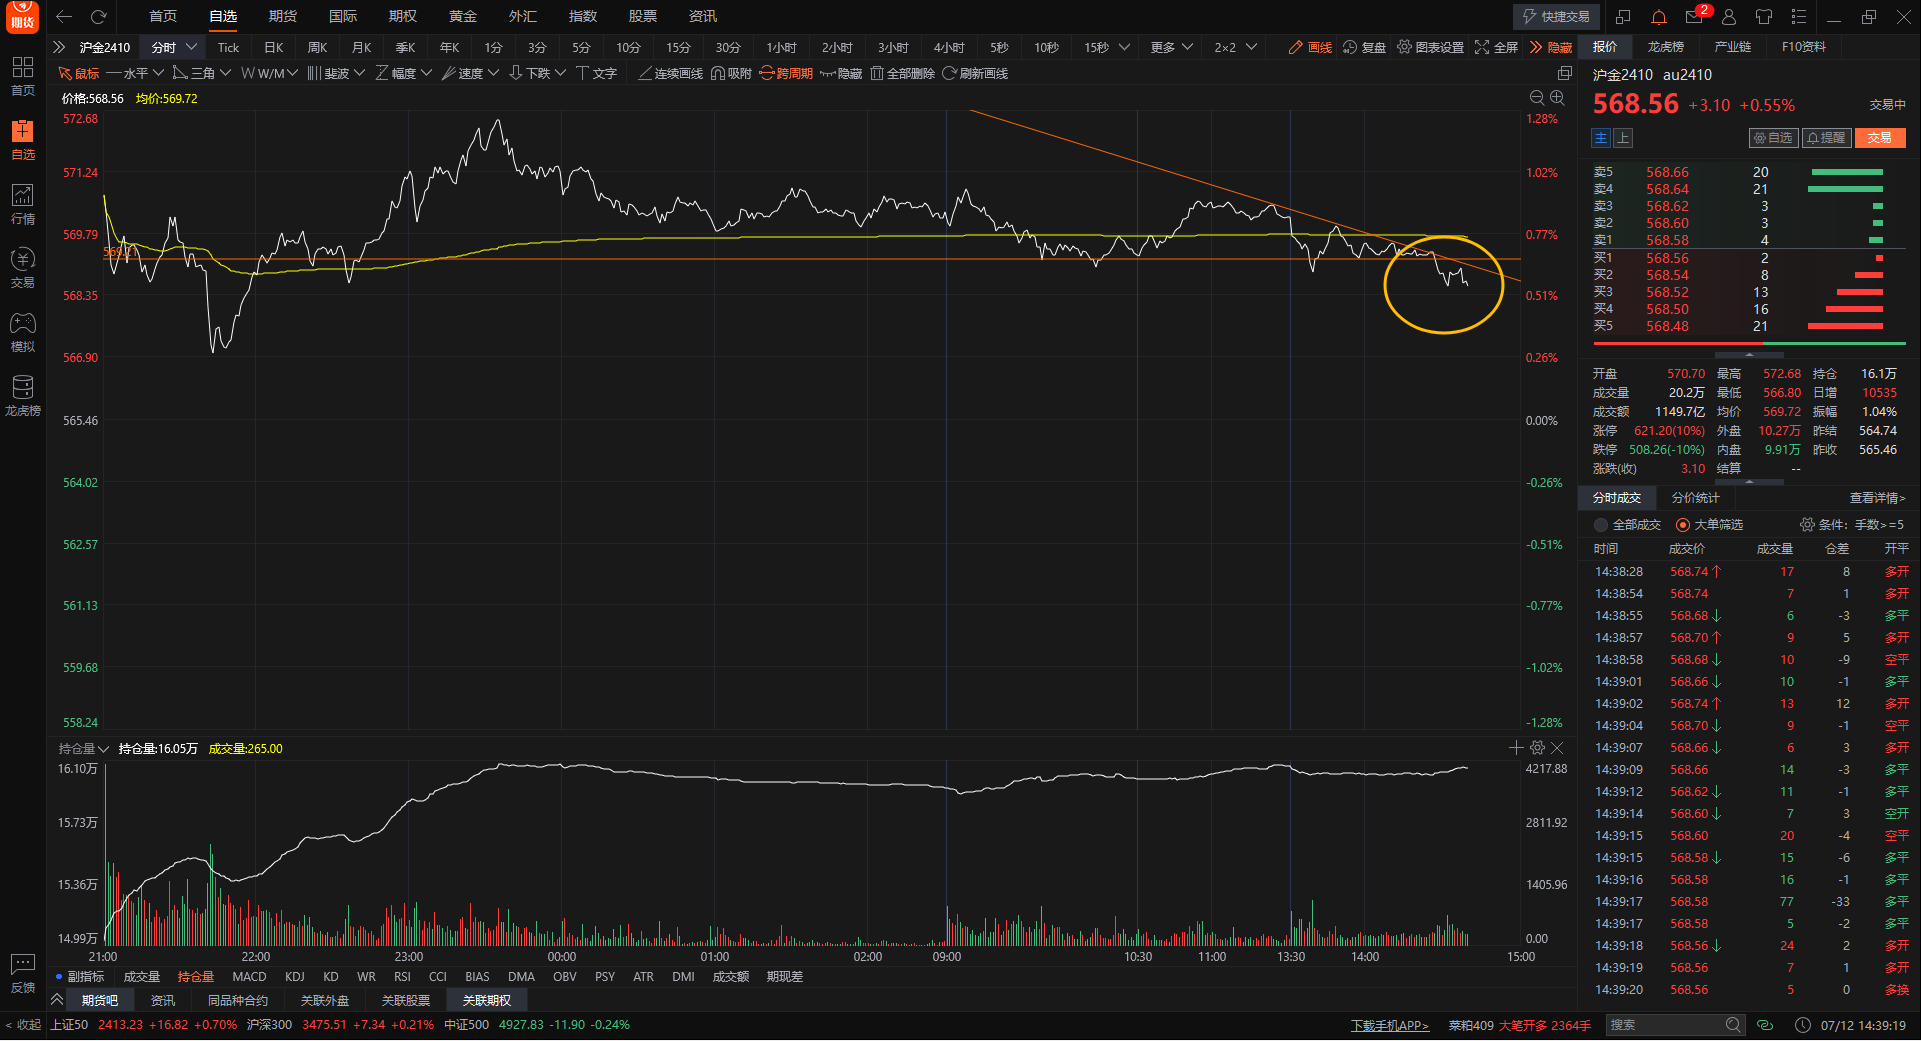 期货
首页 自选 期货 国际 期权 黄金 外汇 指数 股票 资讯
快捷交易 2
沪金2410 分时 Tick 日K 周K 月K 季K 年K 1分 3分 5分 10分 15分 30分 1小时 2小时 3小时 4小时 5秒 10秒 15秒 更多 2×2 画线 复盘 图表设置 全屏 隐藏
鼠标 水平 三角 W/M 斐波 幅度 速度 下跌 文字 连续画线 吸附 跨周期 隐藏 全部删除 刷新画线
首页
自选
行情
交易
模拟
龙虎榜
反馈
< 收起
价格:568.56 均价:569.72
572.68 1.28%
571.24 1.02%
569.79 0.77%
569.21
568.35 0.51%
566.90 0.26%
565.46 0.00%
564.02 -0.26%
562.57 -0.51%
561.13 -0.77%
559.68 -1.02%
558.24 -1.28%
持仓量 持仓量:16.05万 成交量:265.00
16.10万 4217.88
15.73万 2811.92
15.36万 1405.96
14.99万 0.00
21:00 22:00 23:00 00:00 01:00 02:00 09:00 10:30 11:00 13:30 14:00 15:00
副指标 成交量 持仓量 MACD KDJ KD WR RSI CCI BIAS DMA OBV PSY ATR DMI 成交额 期现差
期货吧 资讯 同品种合约 关联外盘 关联股票 关联期权
报价 龙虎榜 产业链 F10资料
沪金2410 au2410
568.56 +3.10 +0.55% 交易中
主 上 自选 提醒 交易
卖5 568.66 20
卖4 568.64 21
卖3 568.62 3
卖2 568.60 3
卖1 568.58 4
买1 568.56 2
买2 568.54 8
买3 568.52 13
买4 568.50 16
买5 568.48 21
开盘 570.70 最高 572.68 持仓 16.1万
成交量 20.2万 最低 566.80 日增 10535
成交额 1149.7亿 均价 569.72 振幅 1.04%
涨停 621.20(10%) 外盘 10.27万 昨结 564.74
跌停 508.26(-10%) 内盘 9.91万 昨收 565.46
涨跌(收) 3.10 结算 --
分时成交 分价统计 查看详情>
全部成交 大单筛选 条件：手数>=5
时间 成交价 成交量 仓差 开平
14:38:28 568.74↑ 17 8 多开
14:38:54 568.74 7 1 多开
14:38:55 568.68↓ 6 -3 多平
14:38:57 568.70↑ 9 5 多开
14:38:58 568.68↓ 10 -9 空平
14:39:01 568.66↓ 10 -1 多平
14:39:02 568.74↑ 13 12 多开
14:39:04 568.70↓ 9 -1 空平
14:39:07 568.66↓ 6 3 多开
14:39:09 568.66 14 -3 多平
14:39:12 568.62↓ 11 -1 多平
14:39:14 568.60↓ 7 3 空开
14:39:15 568.60 20 -4 空平
14:39:15 568.58↓ 15 -6 多平
14:39:16 568.58 16 -1 多平
14:39:17 568.58 77 -33 多平
14:39:17 568.58 5 -2 多平
14:39:18 568.56↓ 24 2 多开
14:39:19 568.56 7 1 多开
14:39:20 568.56 5 0 多换
上证50 2413.23 +16.82 +0.70% 沪深300 3475.51 +7.34 +0.21% 中证500 4927.83 -11.90 -0.24% 下载手机APP> 菜粕409 大笔开多 2364手 搜索 07/12 14:39:19